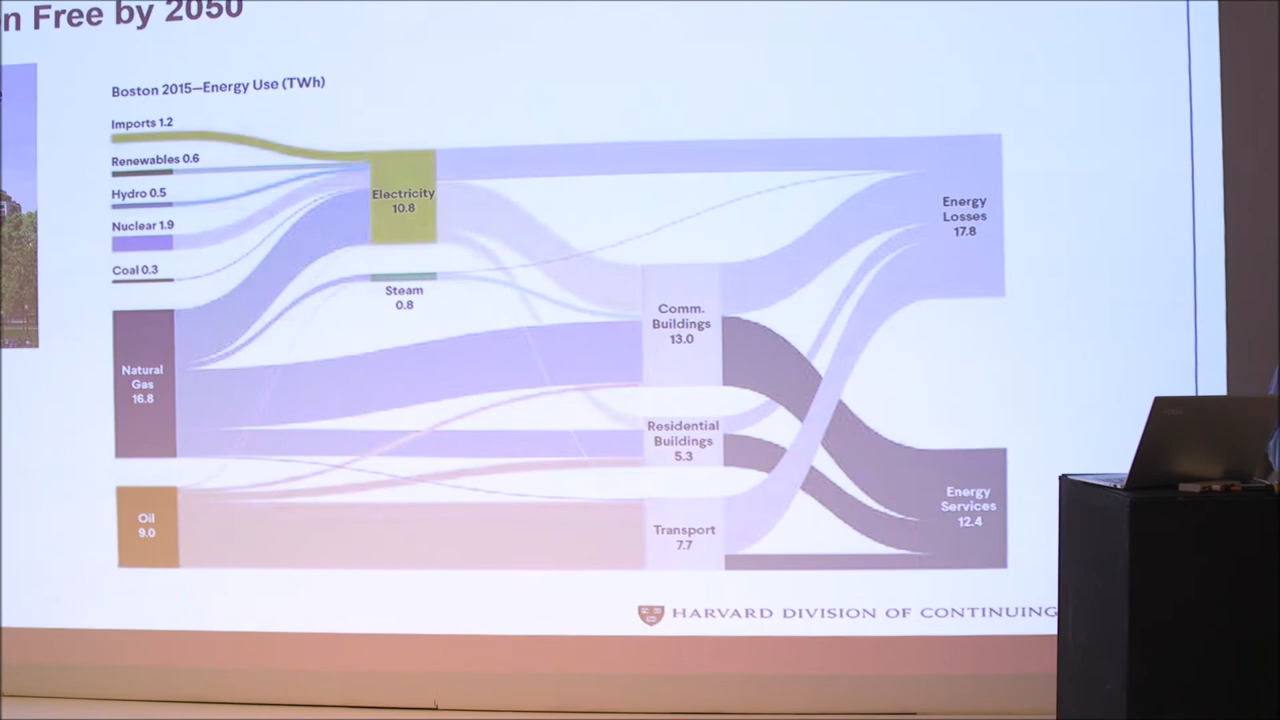 n Free by 2050
Boston 2015—Energy Use (TWh)
Imports 1.2
Renewables 0.6
Hydro 0.5
Nuclear 1.9
Coal 0.3
Natural
Gas
16.8
Oil
9.0
Electricity
10.8
Steam
0.8
Comm.
Buildings
13.0
Residential
Buildings
5.3
Transport
7.7
Energy
Losses
17.8
Energy
Services
12.4
HARVARD DIVISION OF CONTINUING